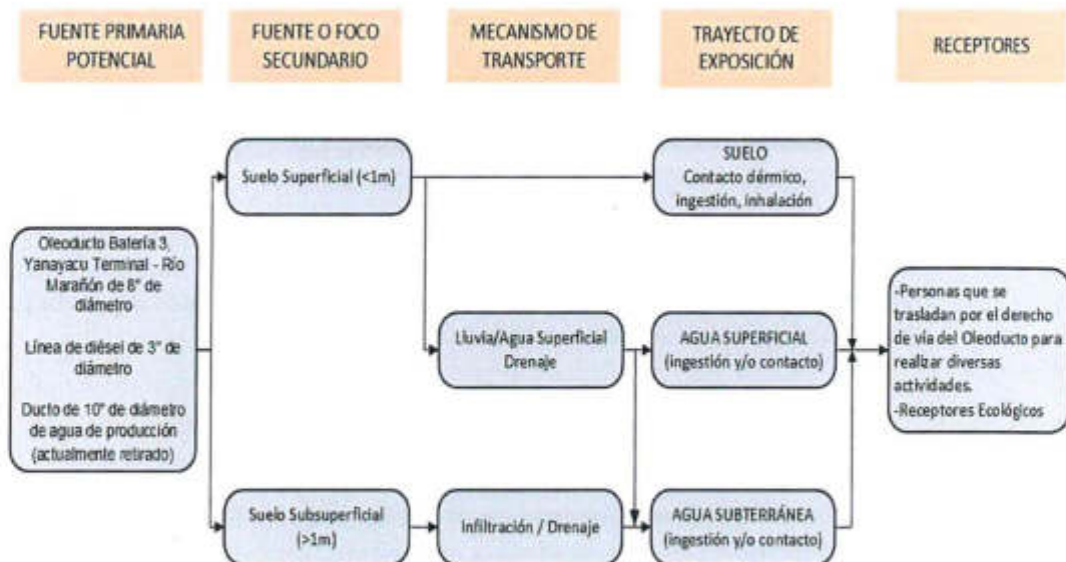 FUENTE PRIMARIA
POTENCIAL
FUENTE O FOCO
SECUNDARIO
MECANISMO DE
TRANSPORTE
TRAYECTO DE
EXPOSICIÓN
RECEPTORES
Suelo Superficial (<1m)
SUELO
Contacto dérmico,
ingestión, inhalación
Oleoducto Batería 3,
Yanayacu Terminal - Río
Marañón de 8" de
diámetro
Línea de diésel de 3" de
diámetro
Ducto de 10" de diámetro
de agua de producción
(actualmente retirado)
Lluvia/Agua Superficial
Drenaje
AGUA SUPERFICIAL
(ingestión y/o contacto)
-Personas que se
trasladan por el derecho
de vía del Oleoducto para
realizar diversas
actividades.
-Receptores Ecológicos
Suelo Subsuperficial
(>1m)
Infiltración / Drenaje
AGUA SUBTERRÁNEA
(ingestión y/o contacto)